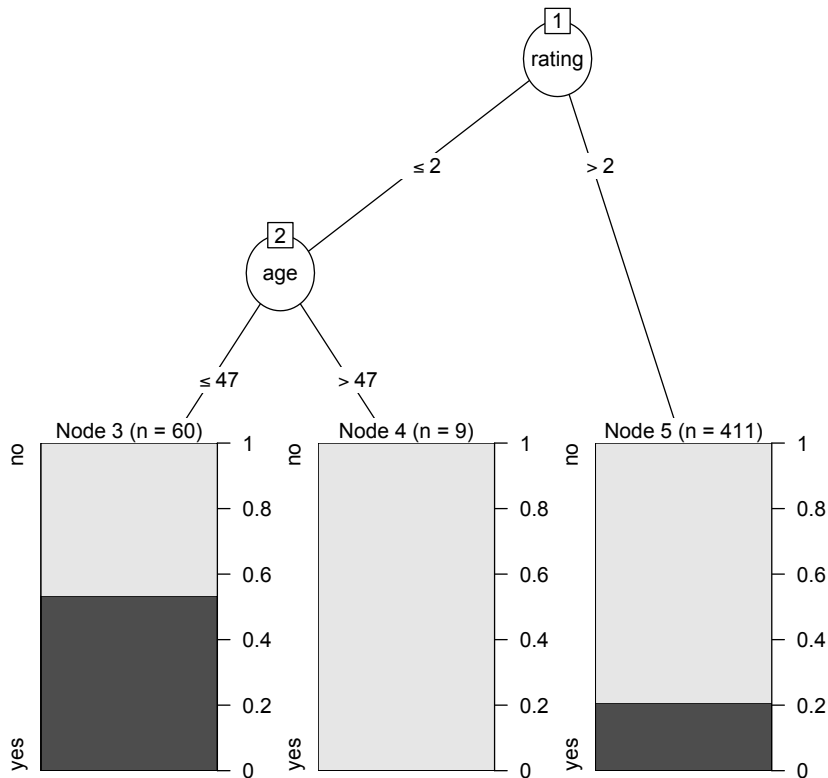 1
rating
≤ 2
> 2
2
age
≤ 47
> 47
Node 3 (n = 60)
yes
no
0
0.2
0.4
0.6
0.8
1
Node 4 (n = 9)
yes
no
0
0.2
0.4
0.6
0.8
1
Node 5 (n = 411)
yes
no
0
0.2
0.4
0.6
0.8
1